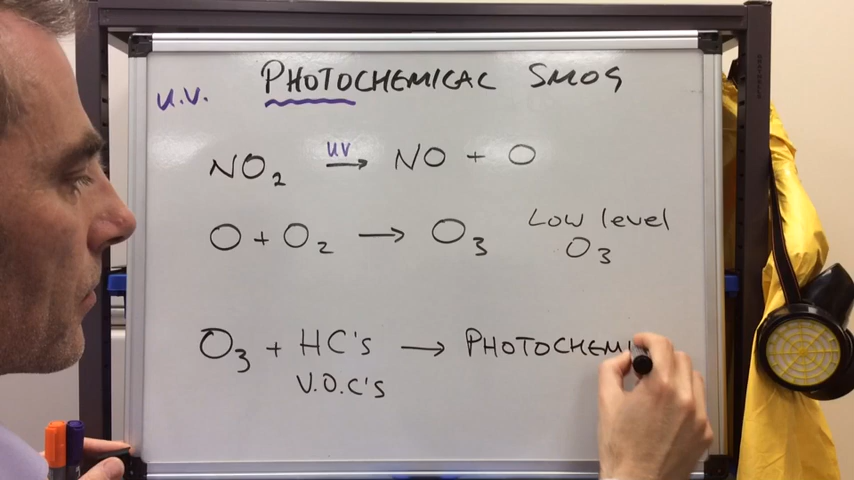 PHOTOCHEMICAL SMOG
U.V.
NO₂ —UV→ NO + O
O + O₂ → O₃ Low level
O₃
O₃ + HC's → PHOTOCHEMI
V.O.C's